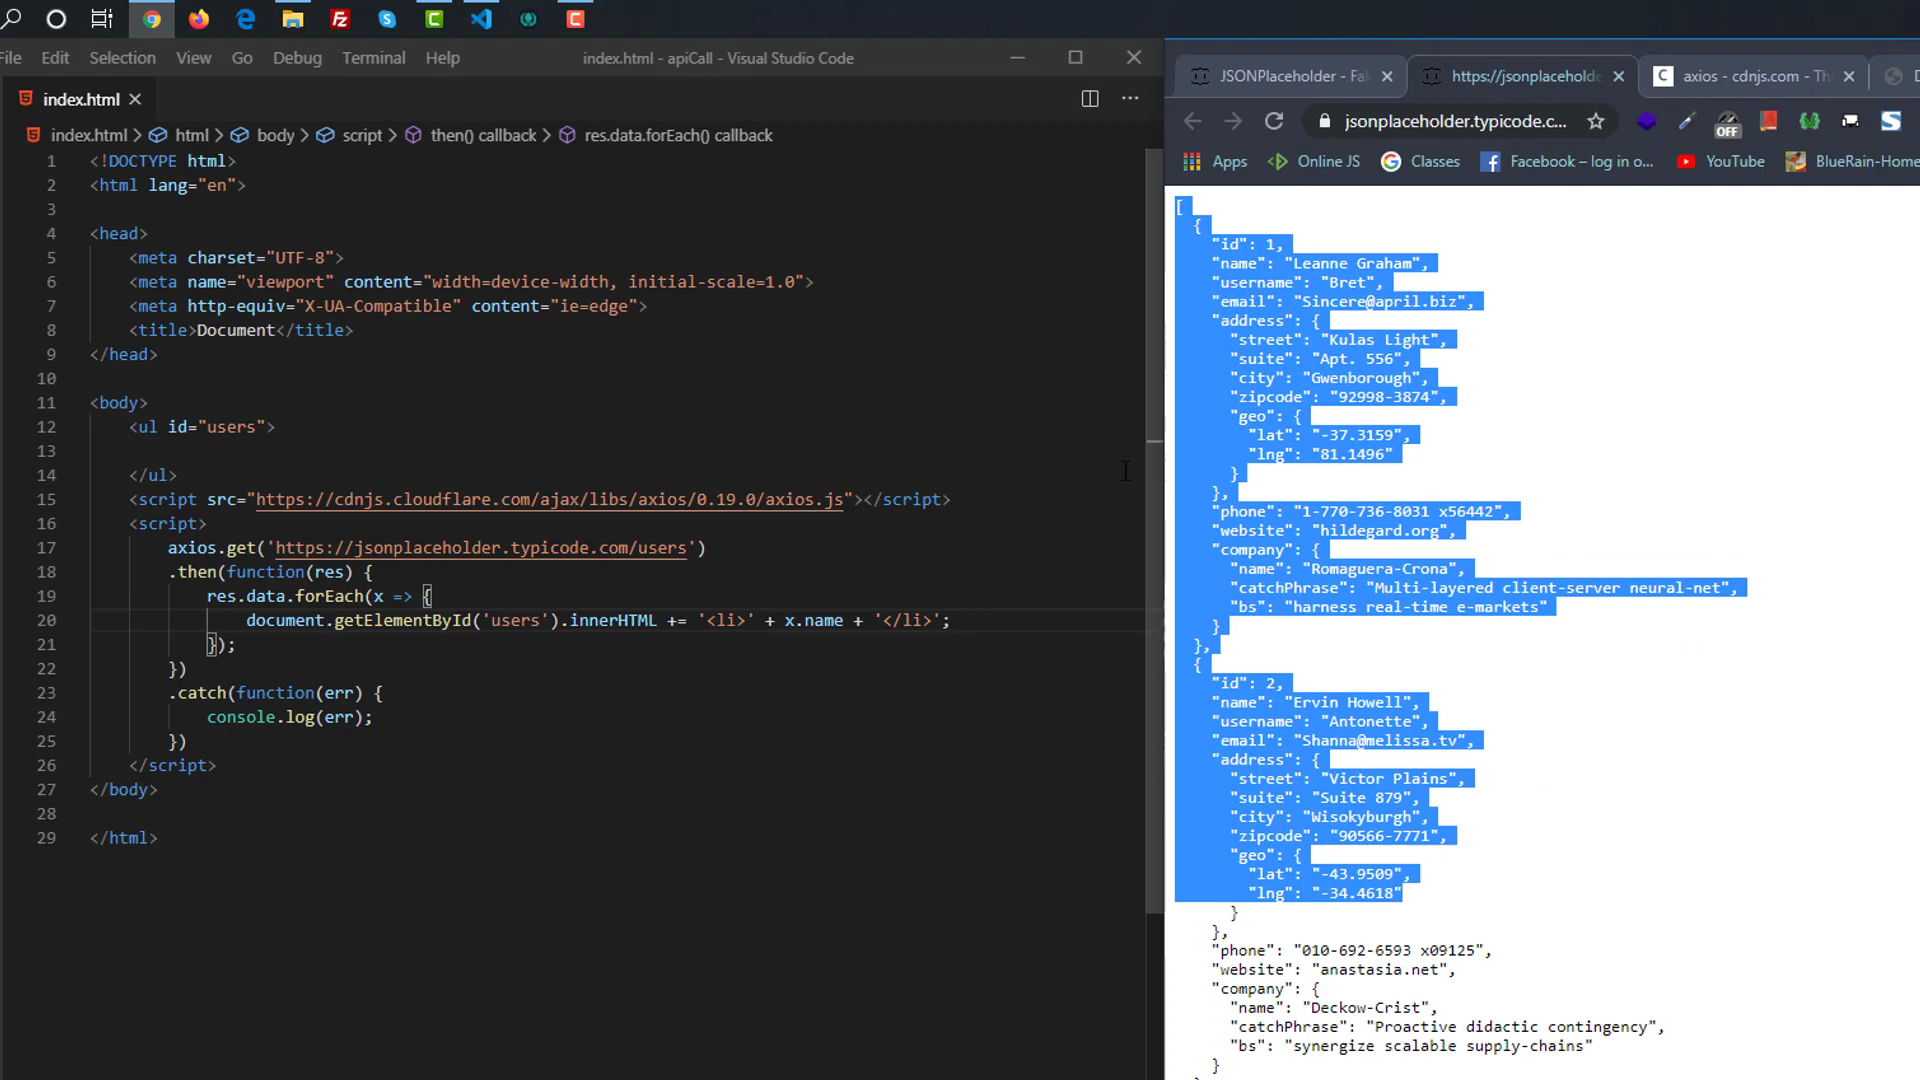 File Edit Selection View Go Debug Terminal Help
index.html - apiCall - Visual Studio Code
index.html
index.html > html > body > script > then() callback > res.data.forEach() callback
1 <!DOCTYPE html>
2 <html lang="en">
3
4 <head>
5 <meta charset="UTF-8">
6 <meta name="viewport" content="width=device-width, initial-scale=1.0">
7 <meta http-equiv="X-UA-Compatible" content="ie=edge">
8 <title>Document</title>
9 </head>
10
11 <body>
12 <ul id="users">
13
14 </ul>
15 <script src="https://cdnjs.cloudflare.com/ajax/libs/axios/0.19.0/axios.js"></script>
16 <script>
17 axios.get('https://jsonplaceholder.typicode.com/users')
18 .then(function(res) {
19 res.data.forEach(x => {
20 document.getElementById('users').innerHTML += '<li>' + x.name + '</li>';
21 });
22 })
23 .catch(function(err) {
24 console.log(err);
25 })
26 </script>
27 </body>
28
29 </html>
JSONPlaceholder - Fa
https://jsonplaceholde
axios - cdnjs.com - Th
jsonplaceholder.typicode.c...
OFF
Apps Online JS Classes Facebook – log in o... YouTube BlueRain-Home
[
{
"id": 1,
"name": "Leanne Graham",
"username": "Bret",
"email": "Sincere@april.biz",
"address": {
"street": "Kulas Light",
"suite": "Apt. 556",
"city": "Gwenborough",
"zipcode": "92998-3874",
"geo": {
"lat": "-37.3159",
"lng": "81.1496"
}
},
"phone": "1-770-736-8031 x56442",
"website": "hildegard.org",
"company": {
"name": "Romaguera-Crona",
"catchPhrase": "Multi-layered client-server neural-net",
"bs": "harness real-time e-markets"
}
},
{
"id": 2,
"name": "Ervin Howell",
"username": "Antonette",
"email": "Shanna@melissa.tv",
"address": {
"street": "Victor Plains",
"suite": "Suite 879",
"city": "Wisokyburgh",
"zipcode": "90566-7771",
"geo": {
"lat": "-43.9509",
"lng": "-34.4618"
}
},
"phone": "010-692-6593 x09125",
"website": "anastasia.net",
"company": {
"name": "Deckow-Crist",
"catchPhrase": "Proactive didactic contingency",
"bs": "synergize scalable supply-chains"
}